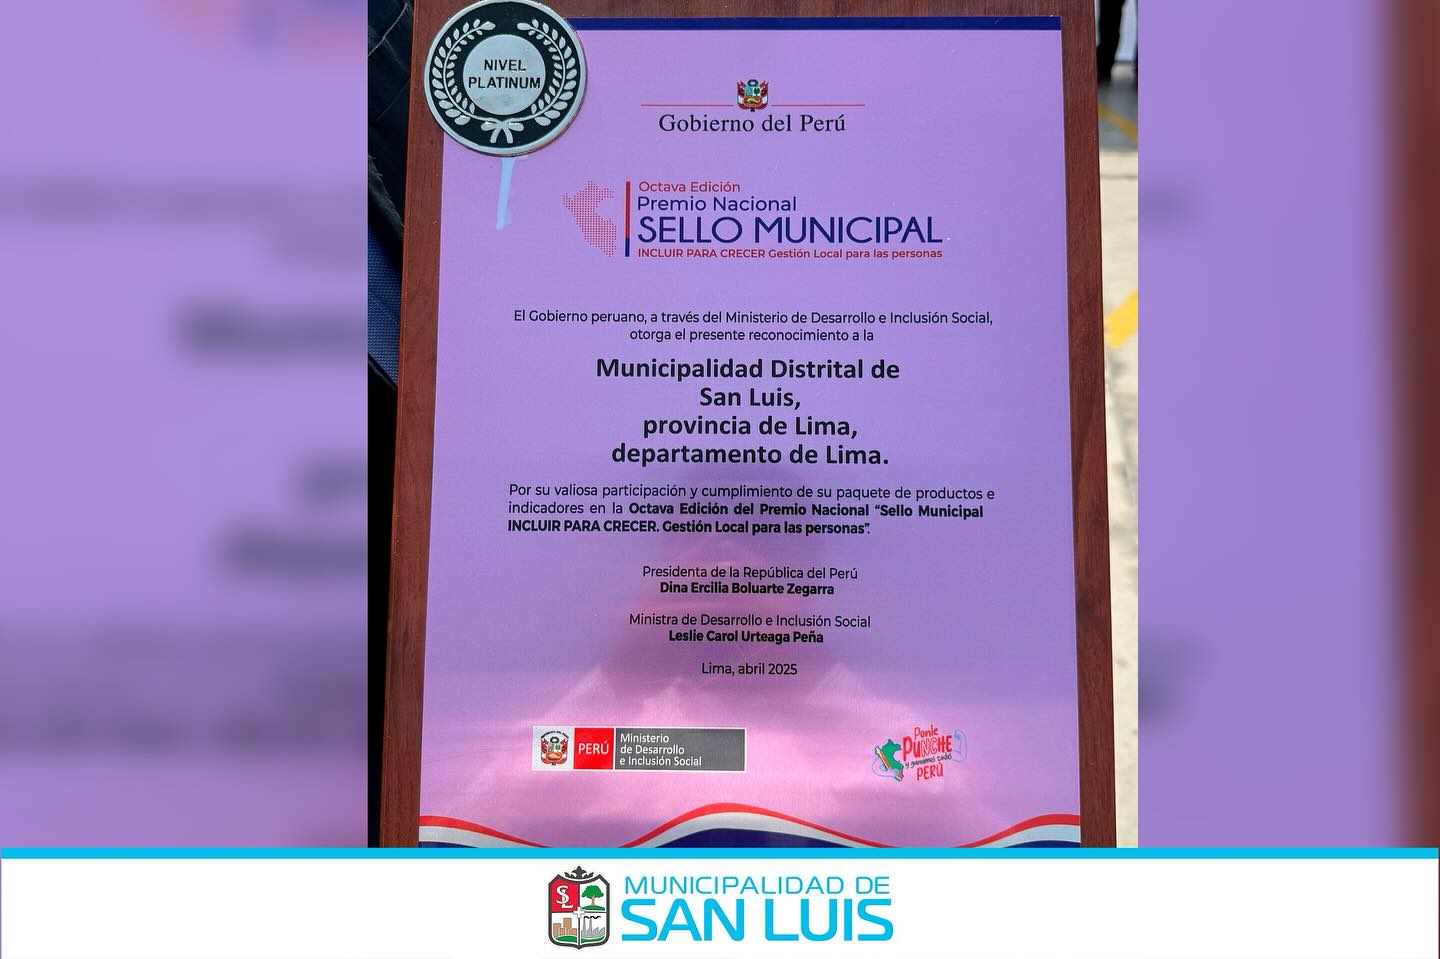 NIVEL
PLATINUM
Gobierno del Perú
Octava Edición
Premio Nacional
SELLO MUNICIPAL
INCLUIR PARA CRECER Gestión Local para las personas
El Gobierno peruano, a través del Ministerio de Desarrollo e Inclusión Social,
otorga el presente reconocimiento a la
Municipalidad Distrital de
San Luis,
provincia de Lima,
departamento de Lima.
Por su valiosa participación y cumplimiento de su paquete de productos e
indicadores en la Octava Edición del Premio Nacional “Sello Municipal
INCLUIR PARA CRECER. Gestión Local para las personas”.
Presidenta de la República del Perú
Dina Ercilia Boluarte Zegarra
Ministra de Desarrollo e Inclusión Social
Leslie Carol Urteaga Peña
Lima, abril 2025
PERÚ
Ministerio
de Desarrollo
e Inclusión Social
Ponle
PUNCHE
y ganamos todos
PERÚ
SL
MUNICIPALIDAD DE
SAN LUIS